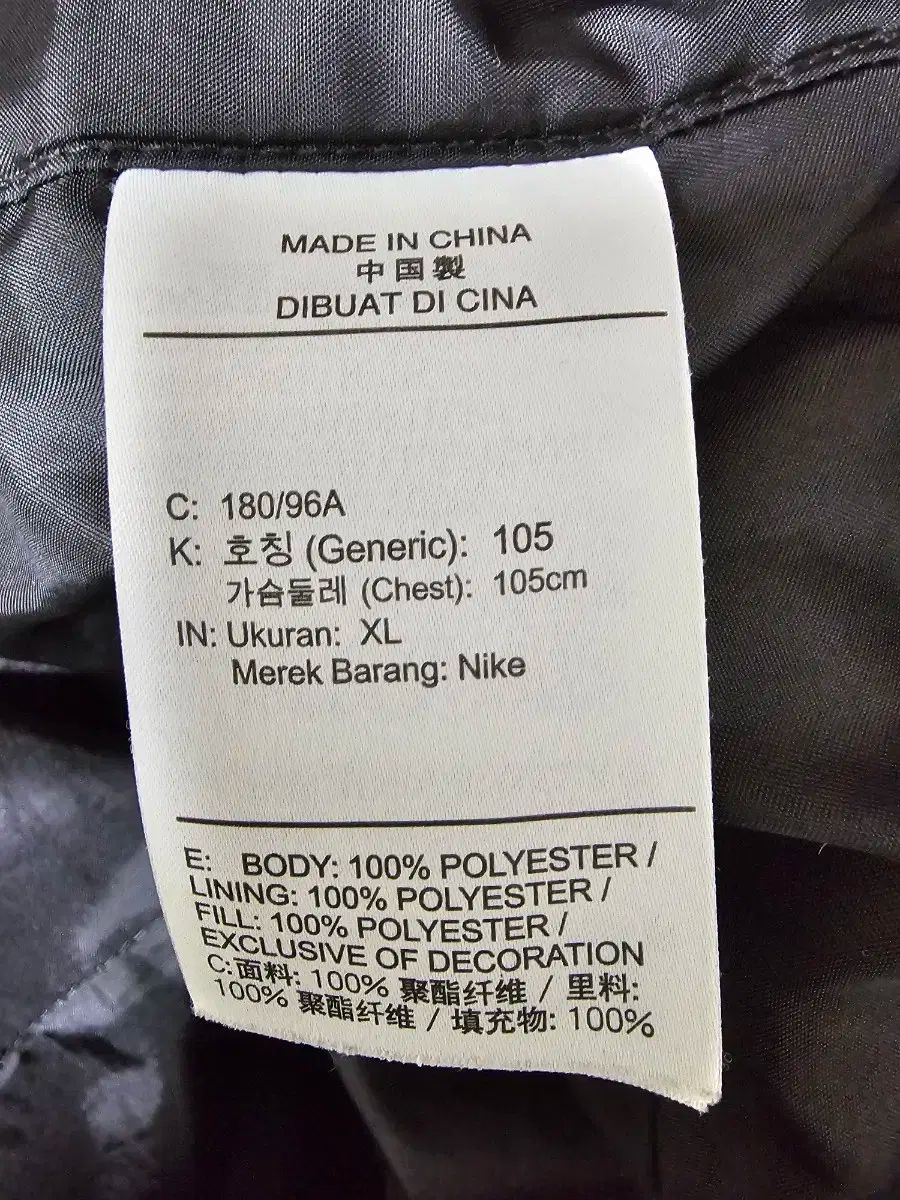 MADE IN CHINA
中国製
DIBUAT DI CINA
C: 180/96A
K: 호칭 (Generic): 105
가슴둘레 (Chest): 105cm
IN: Ukuran: XL
Merek Barang: Nike
E: BODY: 100% POLYESTER /
LINING: 100% POLYESTER /
FILL: 100% POLYESTER /
EXCLUSIVE OF DECORATION
C:面料: 100% 聚酯纤维 / 里料:
100% 聚酯纤维 / 填充物: 100%